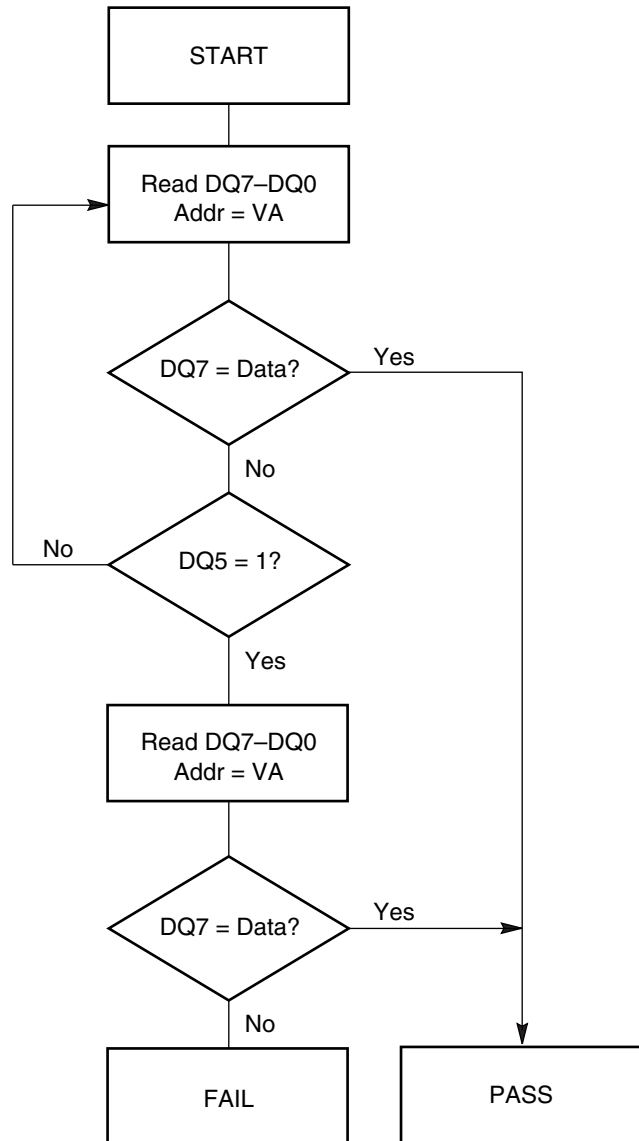 START
Read DQ7–DQ0
Addr = VA
DQ7 = Data?
Yes
No
No
DQ5 = 1?
Yes
Read DQ7–DQ0
Addr = VA
DQ7 = Data?
Yes
No
FAIL
PASS